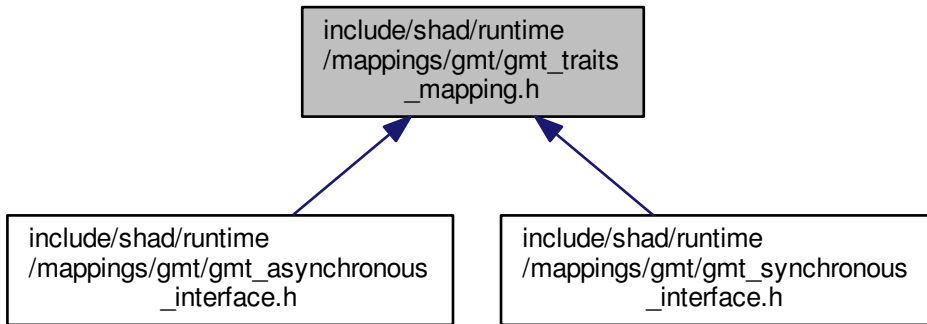 include/shad/runtime
/mappings/gmt/gmt_traits
_mapping.h
include/shad/runtime
/mappings/gmt/gmt_asynchronous
_interface.h
include/shad/runtime
/mappings/gmt/gmt_synchronous
_interface.h